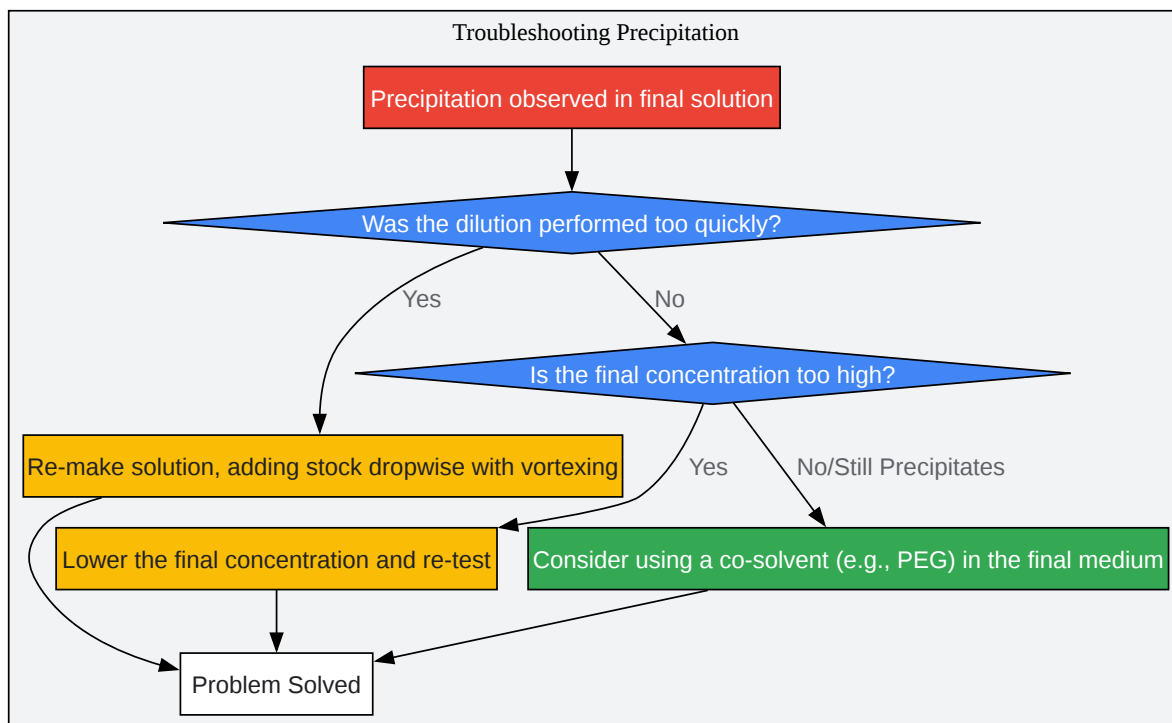 Troubleshooting Precipitation
Precipitation observed in final solution
Was the dilution performed too quickly?
Yes
No
Is the final concentration too high?
Re-make solution, adding stock dropwise with vortexing
Yes
No/Still Precipitates
Lower the final concentration and re-test
Consider using a co-solvent (e.g., PEG) in the final medium
Problem Solved